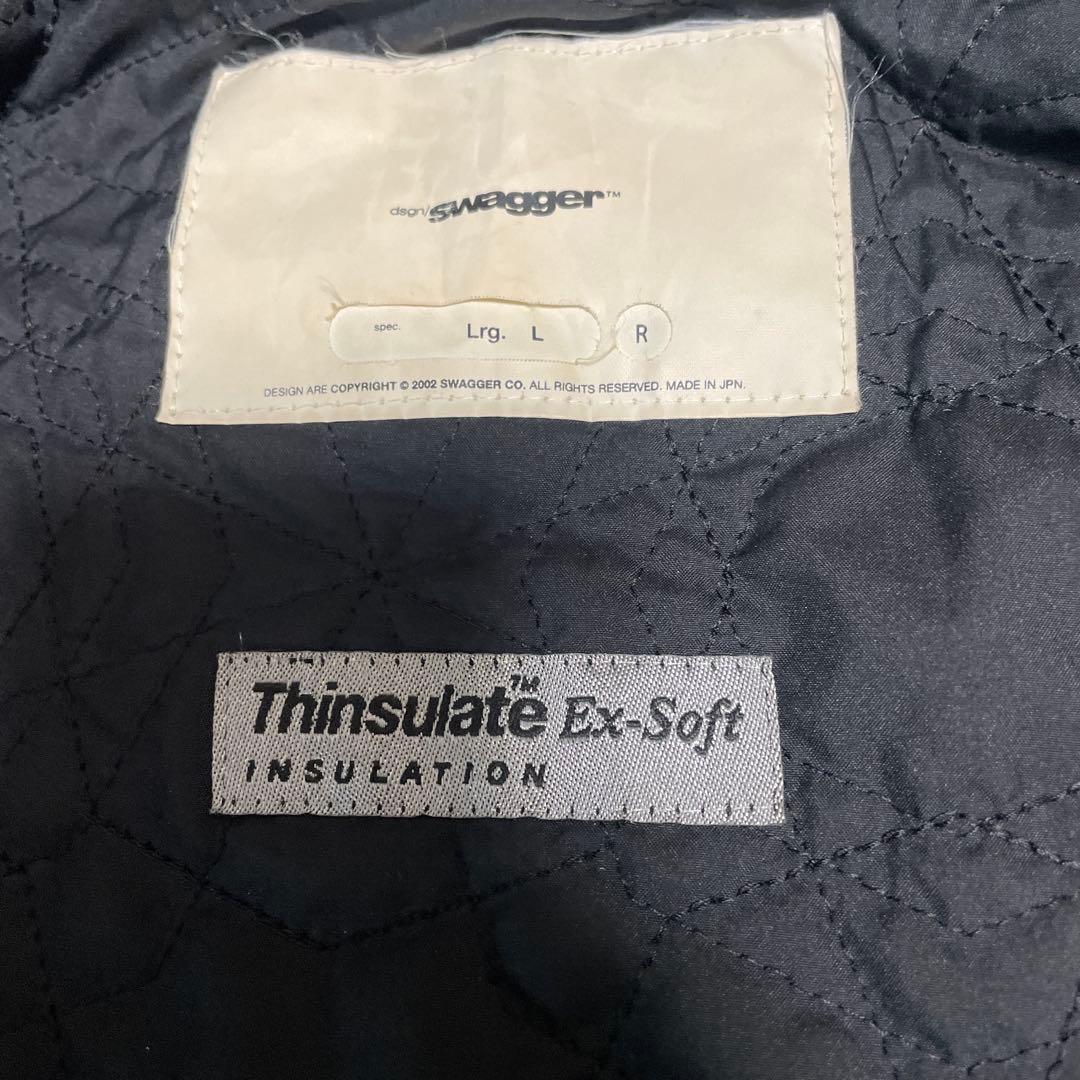 dsgn/swagger™
spec. Lrg. L R
DESIGN ARE COPYRIGHT © 2002 SWAGGER CO. ALL RIGHTS RESERVED. MADE IN JPN.
Thinsulate™ Ex-Soft
INSULATION